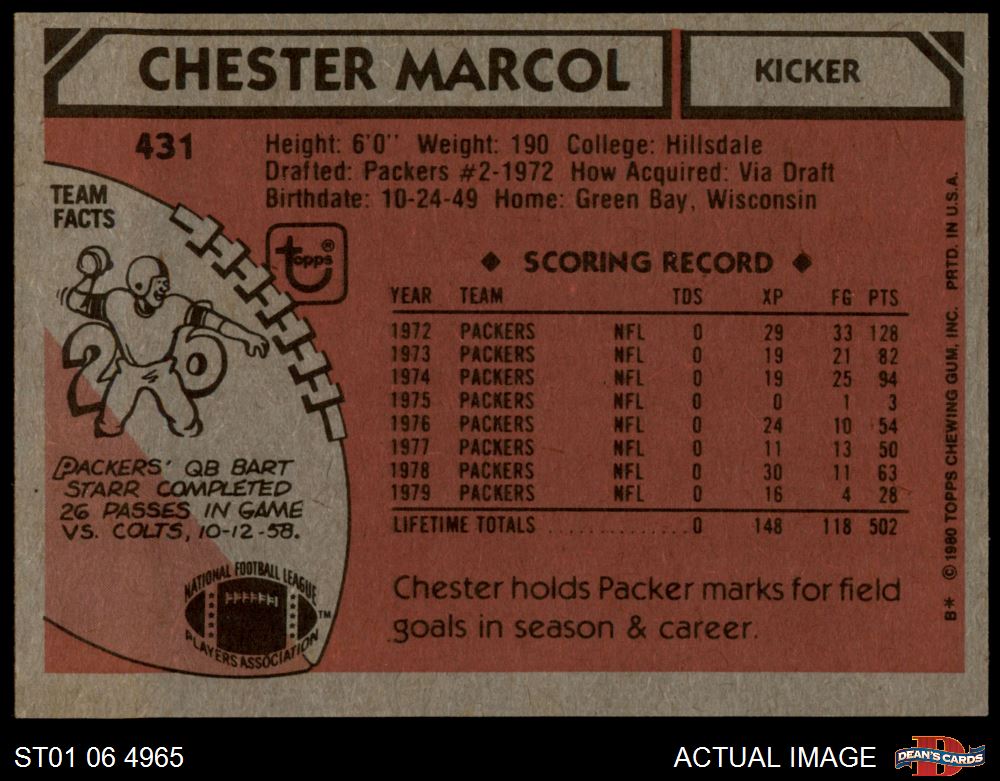 CHESTER MARCOL
KICKER
431
Height: 6'0" Weight: 190 College: Hillsdale
Drafted: Packers #2-1972 How Acquired: Via Draft
Birthdate: 10-24-49 Home: Green Bay, Wisconsin
TEAM
FACTS
topps®
26
PACKERS' QB BART
STARR COMPLETED
26 PASSES IN GAME
VS. COLTS, 10-12-58.
NATIONAL FOOTBALL LEAGUE
PLAYERS ASSOCIATION
TM
◆ SCORING RECORD ◆
YEAR TEAM TDS XP FG PTS
1972 PACKERS NFL 0 29 33 128
1973 PACKERS NFL 0 19 21 82
1974 PACKERS NFL 0 19 25 94
1975 PACKERS NFL 0 0 1 3
1976 PACKERS NFL 0 24 10 54
1977 PACKERS NFL 0 11 13 50
1978 PACKERS NFL 0 30 11 63
1979 PACKERS NFL 0 16 4 28
LIFETIME TOTALS ............. 0 148 118 502
Chester holds Packer marks for field
goals in season & career.
B* © 1980 TOPPS CHEWING GUM, INC. PRTD. IN U.S.A.
ST01 06 4965
ACTUAL IMAGE
D
DEAN'S CARDS